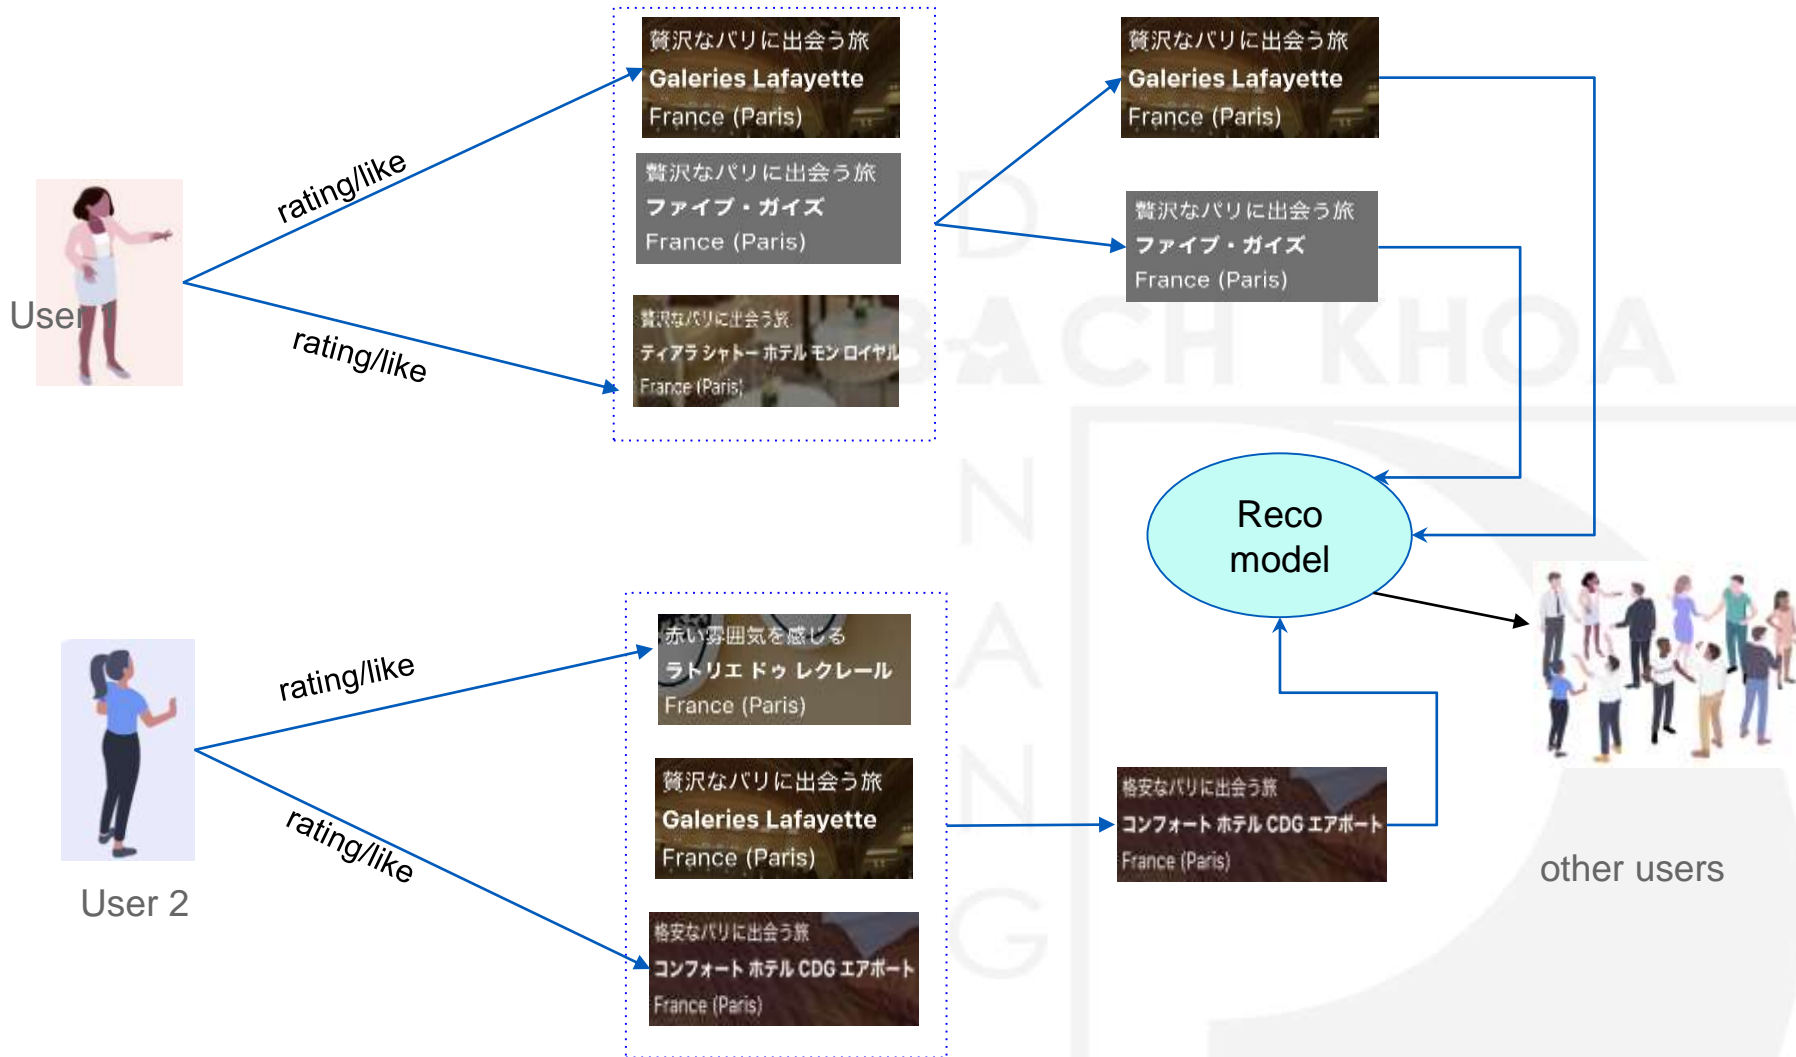 贅沢なパリに出会う旅
Galeries Lafayette
France (Paris)
贅沢なパリに出会う旅
ファイブ・ガイズ
France (Paris)
贅沢なパリに出会う旅
ティアラ シャトー ホテル モン ロイヤル
France (Paris)
rating/like
rating/like
User 1
贅沢なパリに出会う旅
Galeries Lafayette
France (Paris)
贅沢なパリに出会う旅
ファイブ・ガイズ
France (Paris)
Reco
model
赤い雰囲気を感じる
ラトリエ ドゥ レクレール
France (Paris)
贅沢なパリに出会う旅
Galeries Lafayette
France (Paris)
格安なパリに出会う旅
コンフォート ホテル CDG エアポート
France (Paris)
rating/like
rating/like
User 2
格安なパリに出会う旅
コンフォート ホテル CDG エアポート
France (Paris)
other users
BACH KHOA
D
A
N
A
N
G